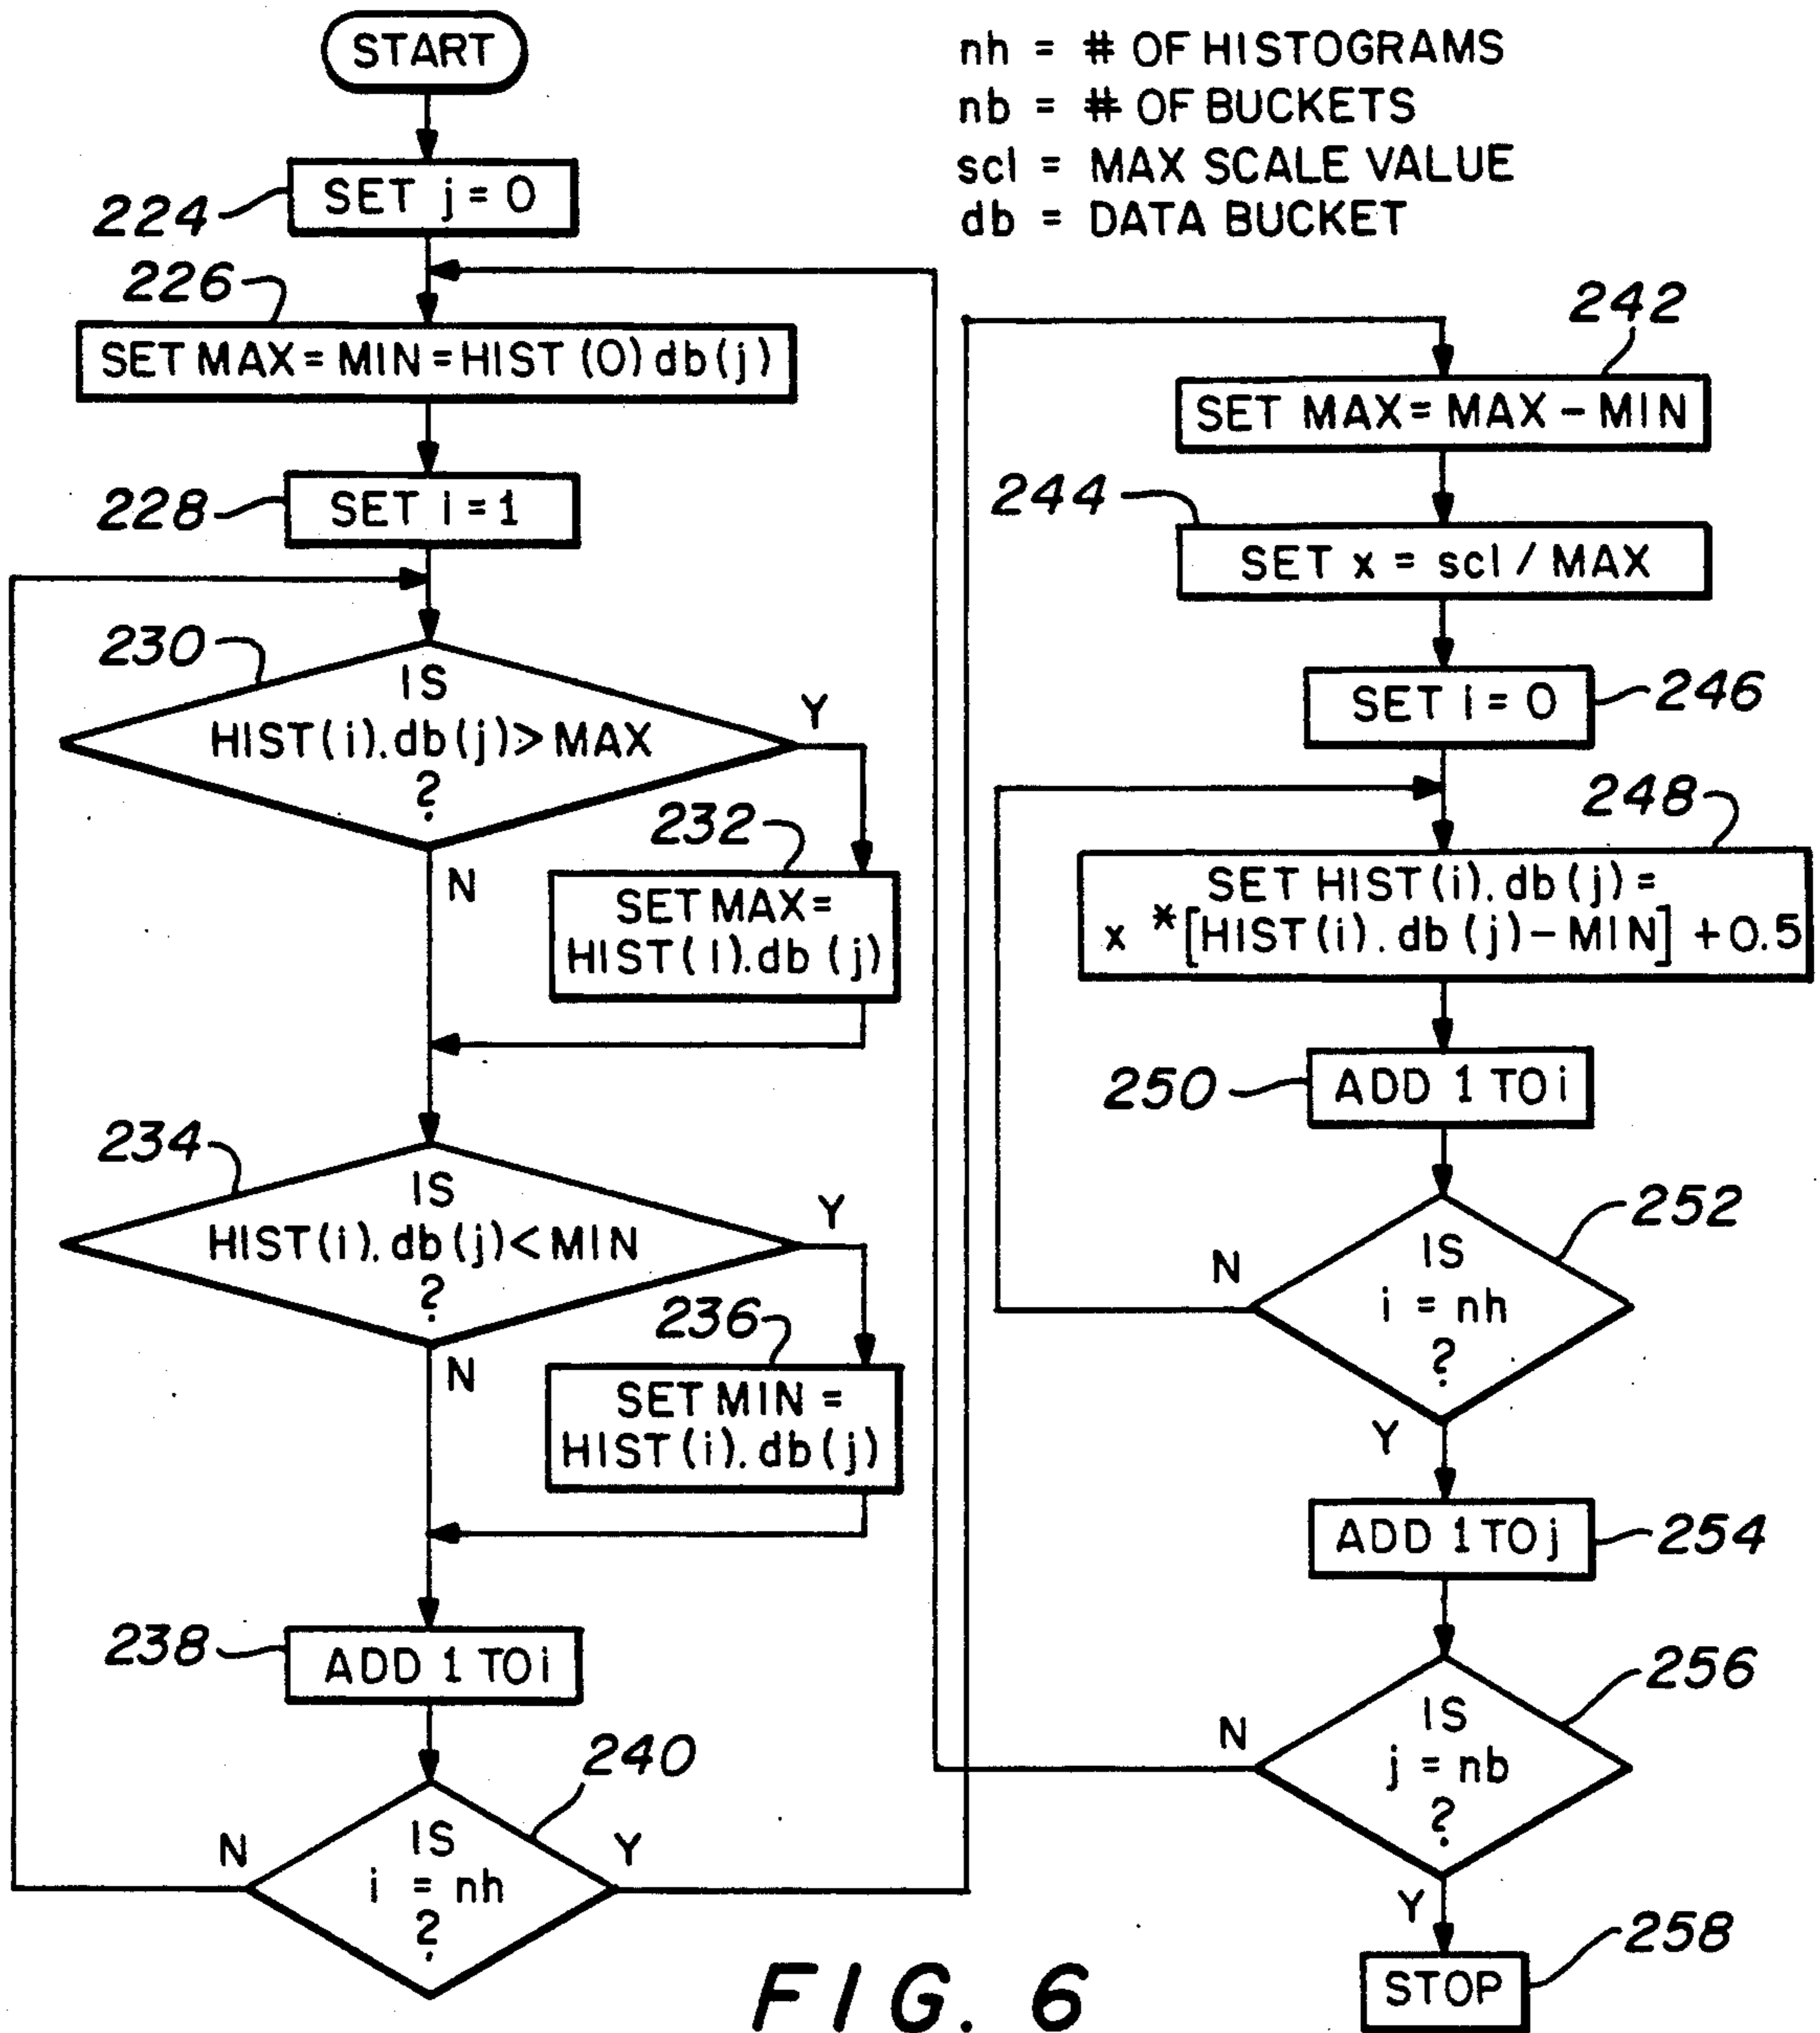 START
nh = # OF HISTOGRAMS
nb = # OF BUCKETS
scl = MAX SCALE VALUE
db = DATA BUCKET
224
SET j = 0
226
SET MAX = MIN = HIST (0) db (j)
228
SET i = 1
230
IS
HIST(i).db(j) > MAX
?
Y
N
232
SET MAX =
HIST(I).db (j)
234
IS
HIST(i).db(j) < MIN
?
Y
N
236
SET MIN =
HIST(i).db(j)
238
ADD 1 TO i
240
IS
i = nh
?
N
Y
242
SET MAX = MAX - MIN
244
SET x = scl / MAX
246
SET i = 0
248
SET HIST(i).db(j) =
x * [HIST(i).db(j) - MIN] + 0.5
250
ADD 1 TO i
252
IS
i = nh
?
N
Y
254
ADD 1 TO j
256
IS
j = nb
?
N
Y
258
STOP
FIG. 6